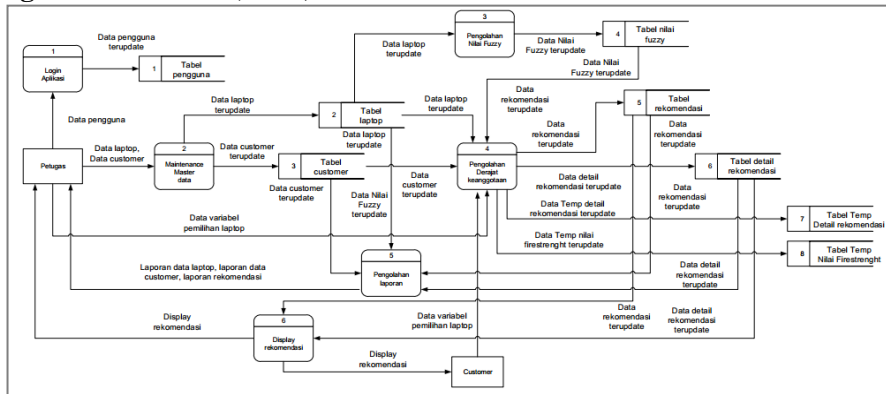 3
Pengolahan
Nilai Fuzzy
Data laptop
terupdate
Data Nilai
Fuzzy terupdate
4
Tabel nilai
fuzzy
Data pengguna
terupdate
1
Login
Aplikasi
1
Tabel
pengguna
Data Nilai
Fuzzy terupdate
Data pengguna
Data laptop
terupdate
2
Tabel
laptop
Data laptop
terupdate
Data laptop
terupdate
Data
rekomendasi terupdate
Data
rekomendasi
terupdate
5
Tabel
rekomendasi
Data
rekomendasi
terupdate
Petugas
Data laptop,
Data customer
2
Maintenance
Master
data
Data customer
terupdate
3
Tabel
customer
Data customer
terupdate
Data
customer
terupdate
4
Pengolahan
Derajat
keanggotaan
6
Tabel detail
rekomendasi
Data detail
rekomendasi terupdate
Data
rekomendasi
terupdate
Data Nilai
Fuzzy
terupdate
Data Temp detail
rekomendasi terupdate
7
Tabel Temp
Detail rekomendasi
Data variabel
pemilihan laptop
Data Temp nilai
firestrenght terupdate
8
Tabel Temp
Nilai Firestrenght
5
Pengolahan
laporan
Laporan data laptop, laporan data
customer, laporan rekomendasi
Data detail
rekomendasi
terupdate
Display
rekomendasi
6
Display
rekomendasi
Data variabel
pemilihan laptop
Data
rekomendasi
terupdate
Data detail
rekomendasi
terupdate
Display
rekomendasi
Customer